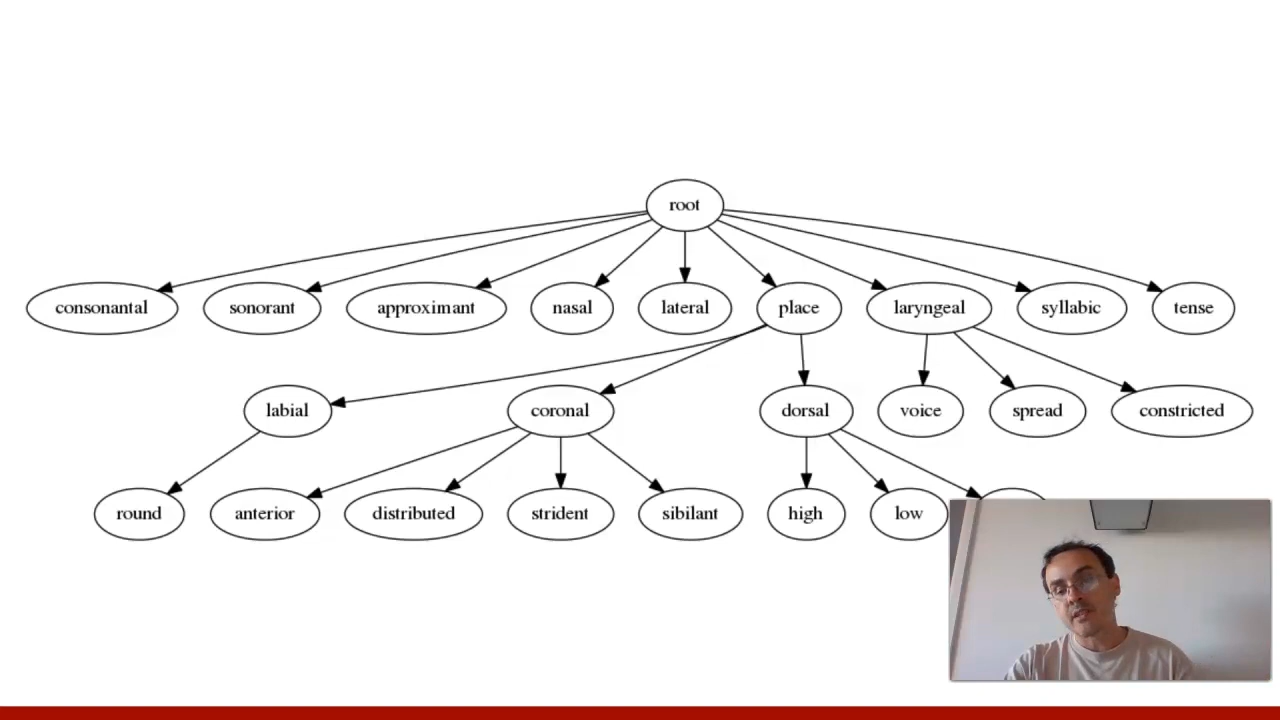 root
consonantal sonorant approximant nasal lateral place laryngeal syllabic tense
labial coronal dorsal voice spread constricted
round anterior distributed strident sibilant high low